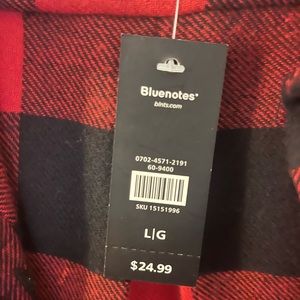 Bluenotes
blnts.com
0702-4571-2191
60-9400
SKU 15151996
L|G
$24.99